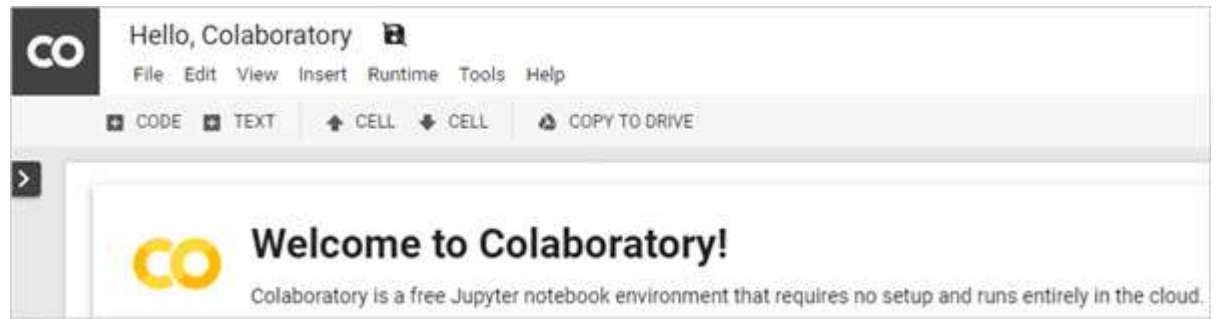 CO
Hello, Colaboratory
File Edit View Insert Runtime Tools Help
CODE TEXT CELL CELL COPY TO DRIVE
CO
Welcome to Colaboratory!
Colaboratory is a free Jupyter notebook environment that requires no setup and runs entirely in the cloud.